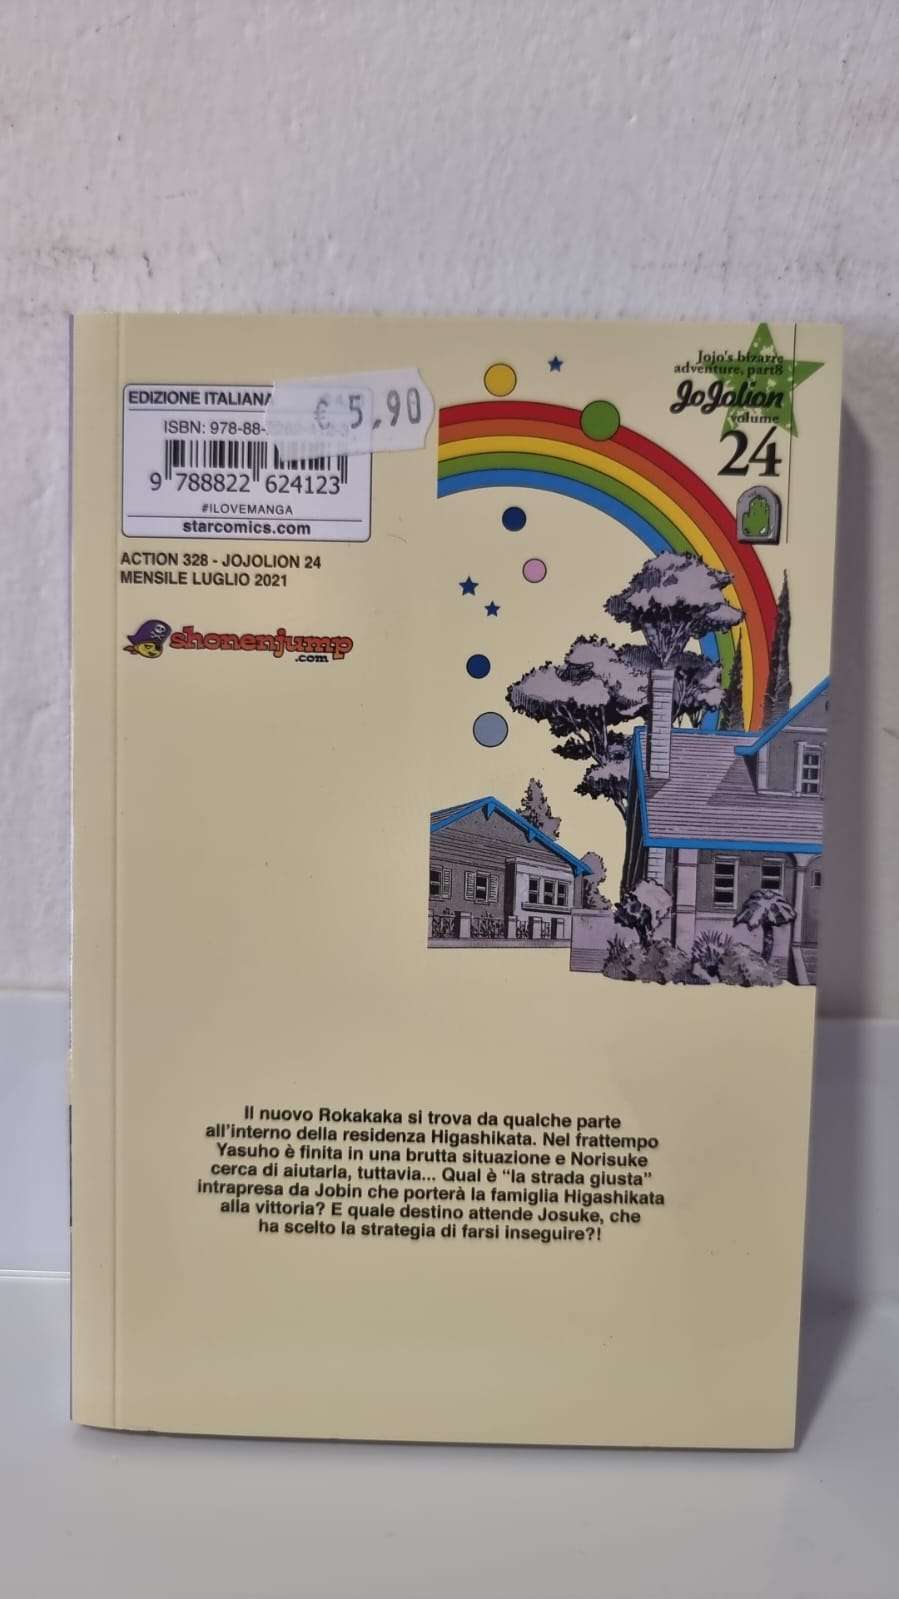 EDIZIONE ITALIANA
€ 5,90
ISBN: 978-88-
9 788822 624123
#ILOVEMANGA
starcomics.com
ACTION 328 - JOJOLION 24
MENSILE LUGLIO 2021
shonenjump
.com
Jojo's bizarre
adventure, part8
JoJolion
volume
24
Il nuovo Rokakaka si trova da qualche parte
all'interno della residenza Higashikata. Nel frattempo
Yasuho è finita in una brutta situazione e Norisuke
cerca di aiutarla, tuttavia... Qual è “la strada giusta”
intrapresa da Jobin che porterà la famiglia Higashikata
alla vittoria? E quale destino attende Josuke, che
ha scelto la strategia di farsi inseguire?!